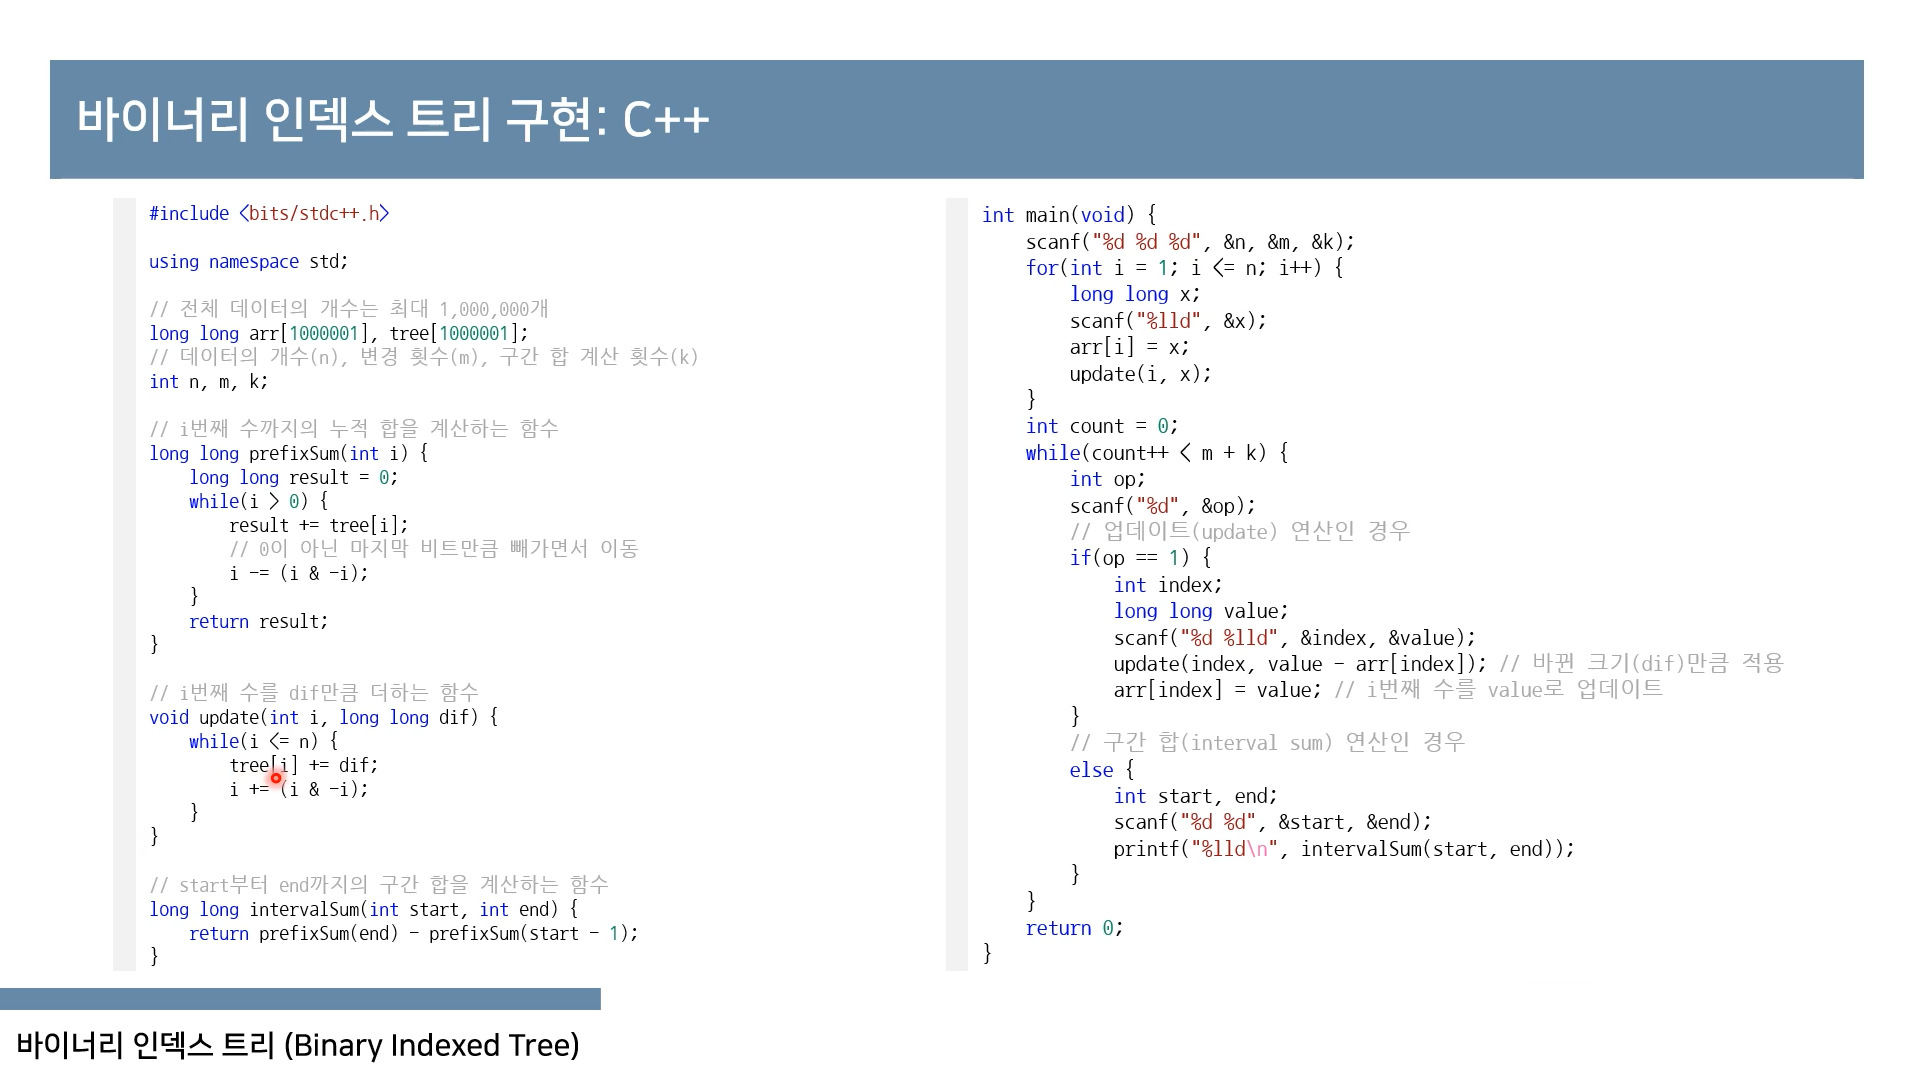 바이너리 인덱스 트리 구현: C++
#include <bits/stdc++.h>
using namespace std;
// 전체 데이터의 개수는 최대 1,000,000개
long long arr[1000001], tree[1000001];
// 데이터의 개수(n), 변경 횟수(m), 구간 합 계산 횟수(k)
int n, m, k;
// i번째 수까지의 누적 합을 계산하는 함수
long long prefixSum(int i) {
    long long result = 0;
    while(i > 0) {
        result += tree[i];
        // 0이 아닌 마지막 비트만큼 빼가면서 이동
        i -= (i & -i);
    }
    return result;
}
// i번째 수를 dif만큼 더하는 함수
void update(int i, long long dif) {
    while(i <= n) {
        tree[i] += dif;
        i += (i & -i);
    }
}
// start부터 end까지의 구간 합을 계산하는 함수
long long intervalSum(int start, int end) {
    return prefixSum(end) - prefixSum(start - 1);
}
int main(void) {
    scanf("%d %d %d", &n, &m, &k);
    for(int i = 1; i <= n; i++) {
        long long x;
        scanf("%lld", &x);
        arr[i] = x;
        update(i, x);
    }
    int count = 0;
    while(count++ < m + k) {
        int op;
        scanf("%d", &op);
        // 업데이트(update) 연산인 경우
        if(op == 1) {
            int index;
            long long value;
            scanf("%d %lld", &index, &value);
            update(index, value - arr[index]); // 바뀐 크기(dif)만큼 적용
            arr[index] = value; // i번째 수를 value로 업데이트
        }
        // 구간 합(interval sum) 연산인 경우
        else {
            int start, end;
            scanf("%d %d", &start, &end);
            printf("%lld\n", intervalSum(start, end));
        }
    }
    return 0;
}
바이너리 인덱스 트리 (Binary Indexed Tree)